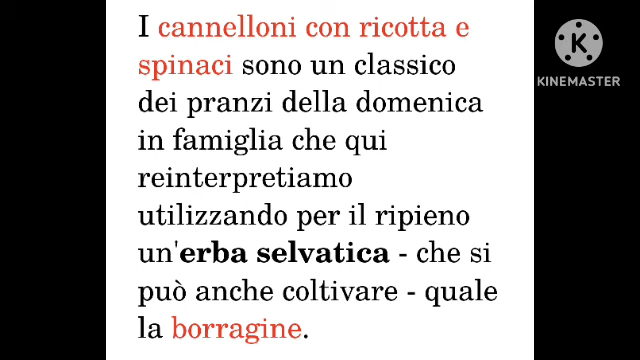 I cannelloni con ricotta e
spinaci sono un classico
dei pranzi della domenica
in famiglia che qui
reinterpretiamo
utilizzando per il ripieno
un'erba selvatica - che si
può anche coltivare - quale
la borragine.
K
KINEMASTER